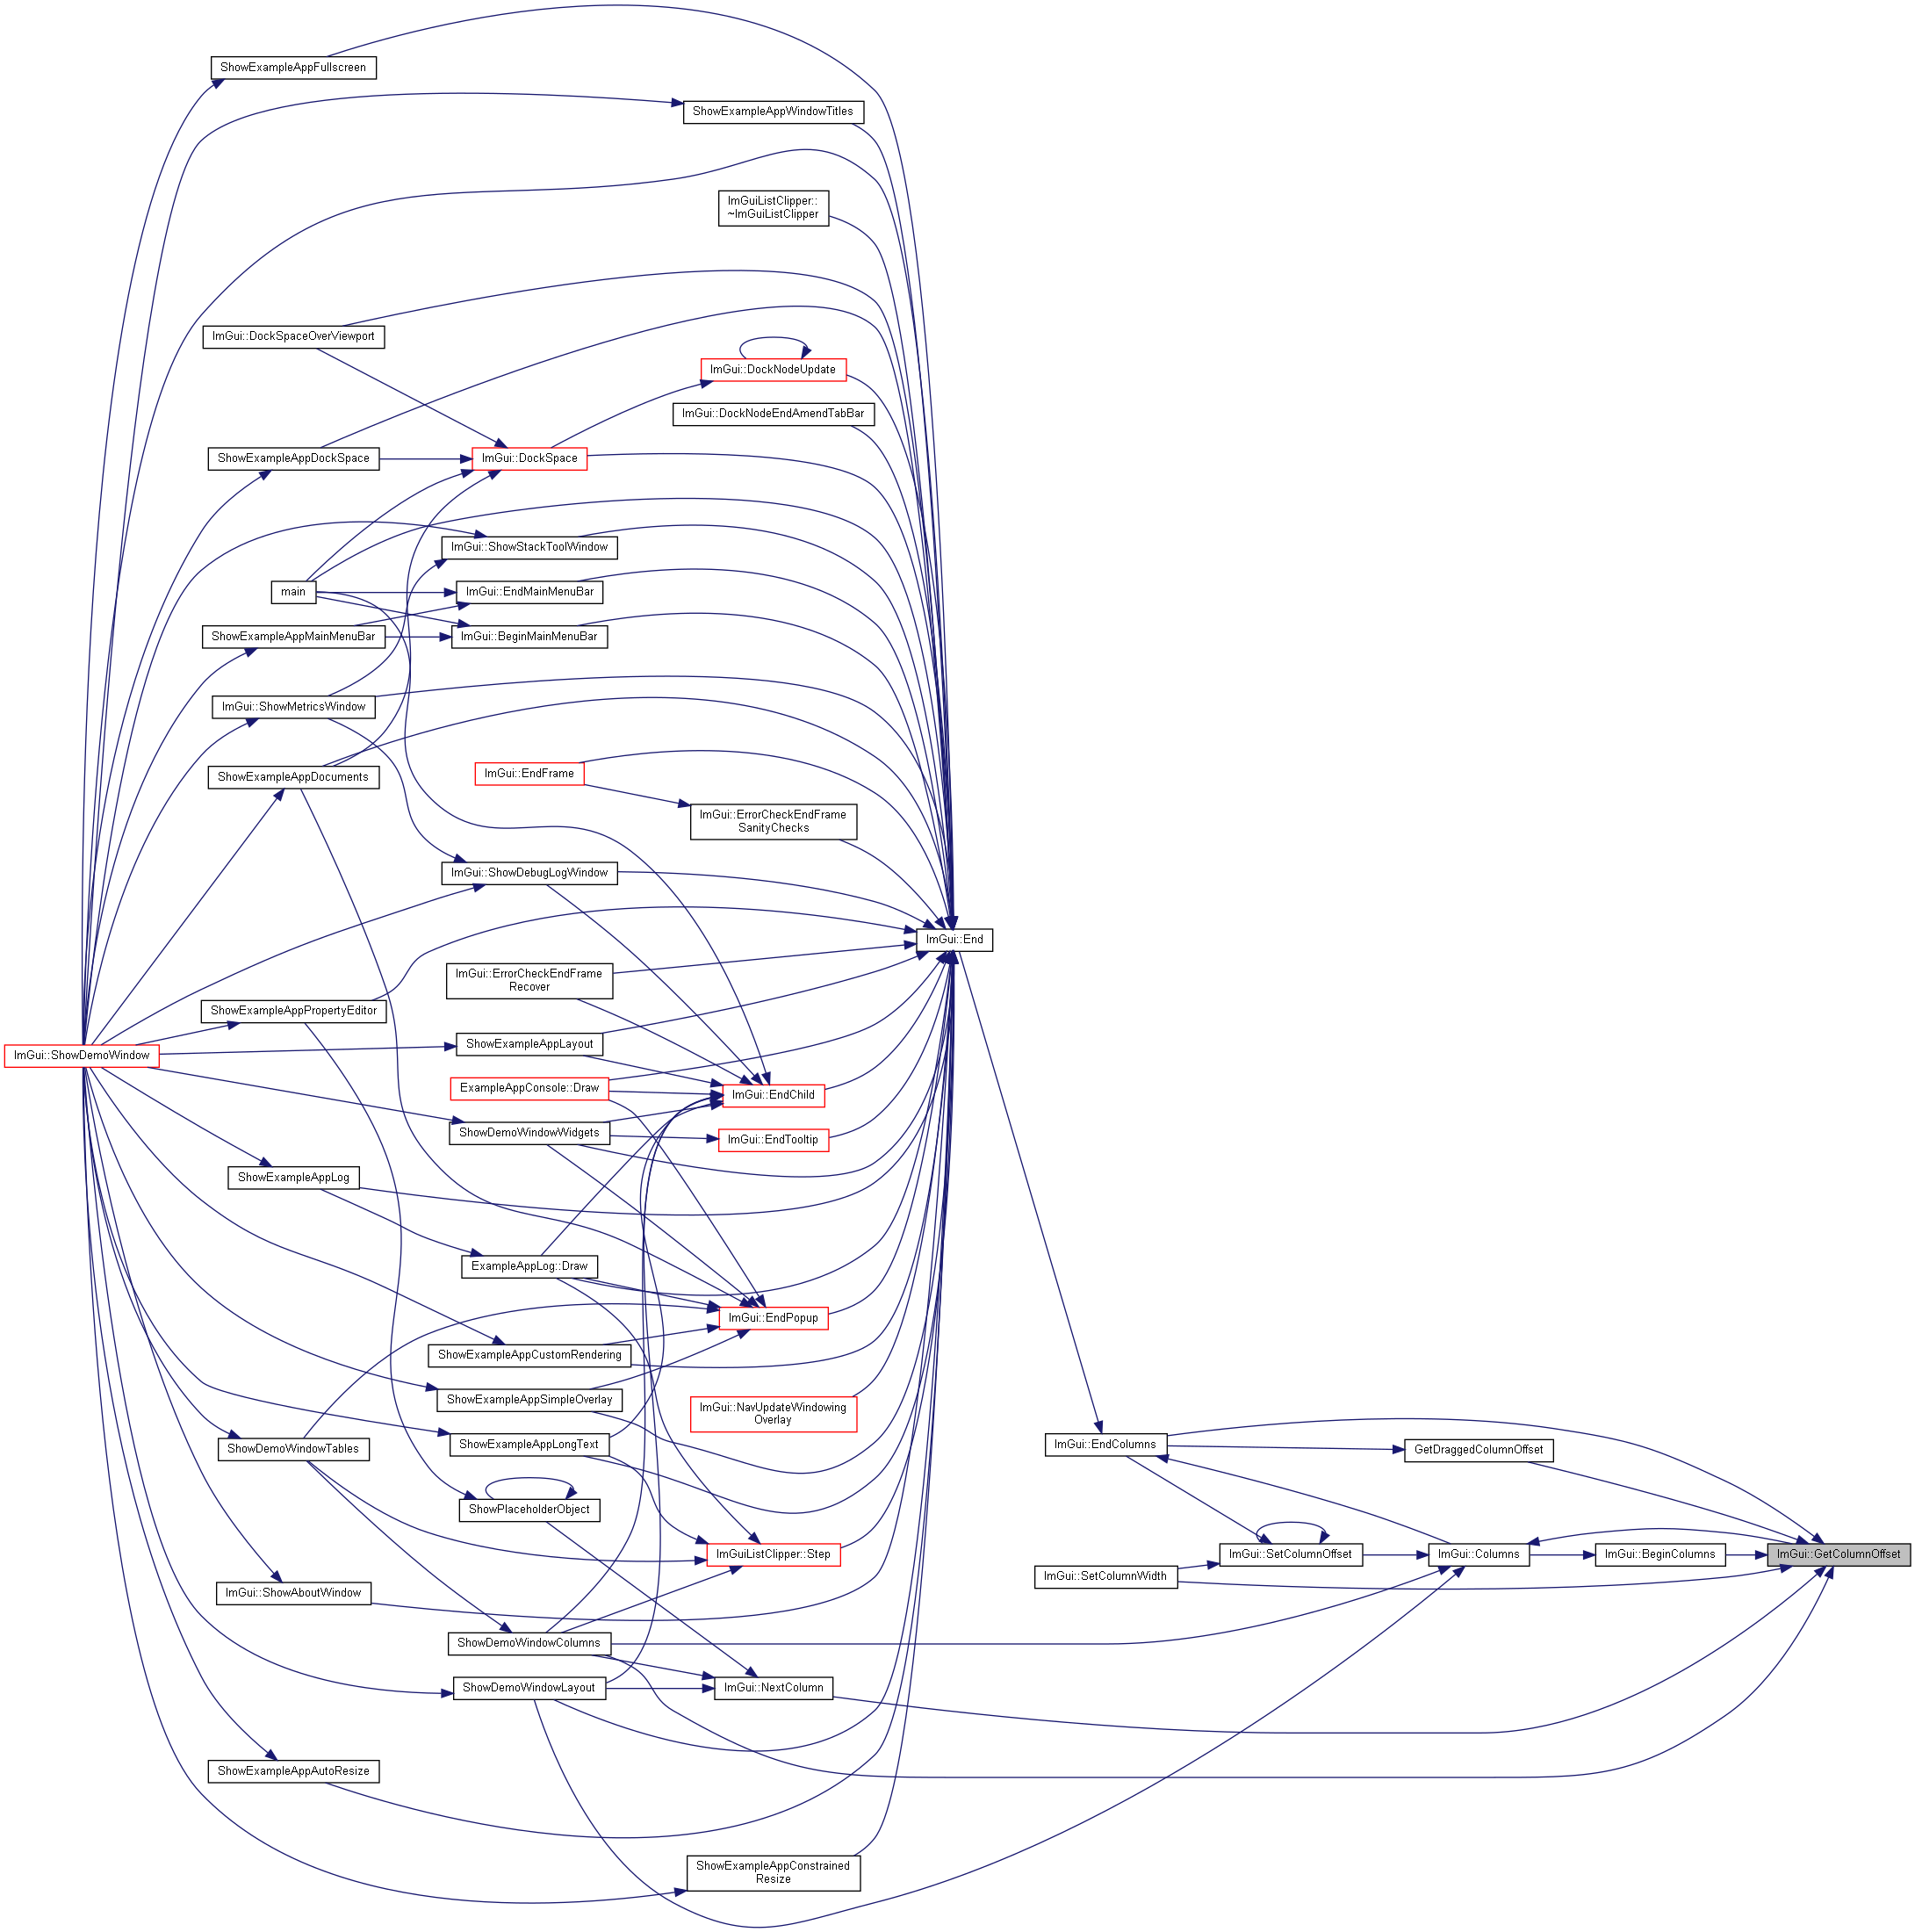 ShowExampleAppFullscreen
ShowExampleAppWindowTitles
ImGuiListClipper::
~ImGuiListClipper
ImGui::DockSpaceOverViewport
ImGui::DockNodeUpdate
ImGui::DockNodeEndAmendTabBar
ShowExampleAppDockSpace
ImGui::DockSpace
ImGui::ShowStackToolWindow
main
ImGui::EndMainMenuBar
ShowExampleAppMainMenuBar
ImGui::BeginMainMenuBar
ImGui::ShowMetricsWindow
ShowExampleAppDocuments
ImGui::EndFrame
ImGui::ErrorCheckEndFrame
SanityChecks
ImGui::ShowDebugLogWindow
ImGui::End
ImGui::ErrorCheckEndFrame
Recover
ShowExampleAppPropertyEditor
ImGui::ShowDemoWindow
ShowExampleAppLayout
ExampleAppConsole::Draw
ImGui::EndChild
ShowDemoWindowWidgets
ImGui::EndTooltip
ShowExampleAppLog
ExampleAppLog::Draw
ImGui::EndPopup
ShowExampleAppCustomRendering
ShowExampleAppSimpleOverlay
ImGui::NavUpdateWindowing
Overlay
ShowDemoWindowTables
ShowExampleAppLongText
ImGui::EndColumns
GetDraggedColumnOffset
ShowPlaceholderObject
ImGuiListClipper::Step
ImGui::SetColumnOffset
ImGui::Columns
ImGui::BeginColumns
ImGui::GetColumnOffset
ImGui::SetColumnWidth
ImGui::ShowAboutWindow
ShowDemoWindowColumns
ShowDemoWindowLayout
ImGui::NextColumn
ShowExampleAppAutoResize
ShowExampleAppConstrained
Resize